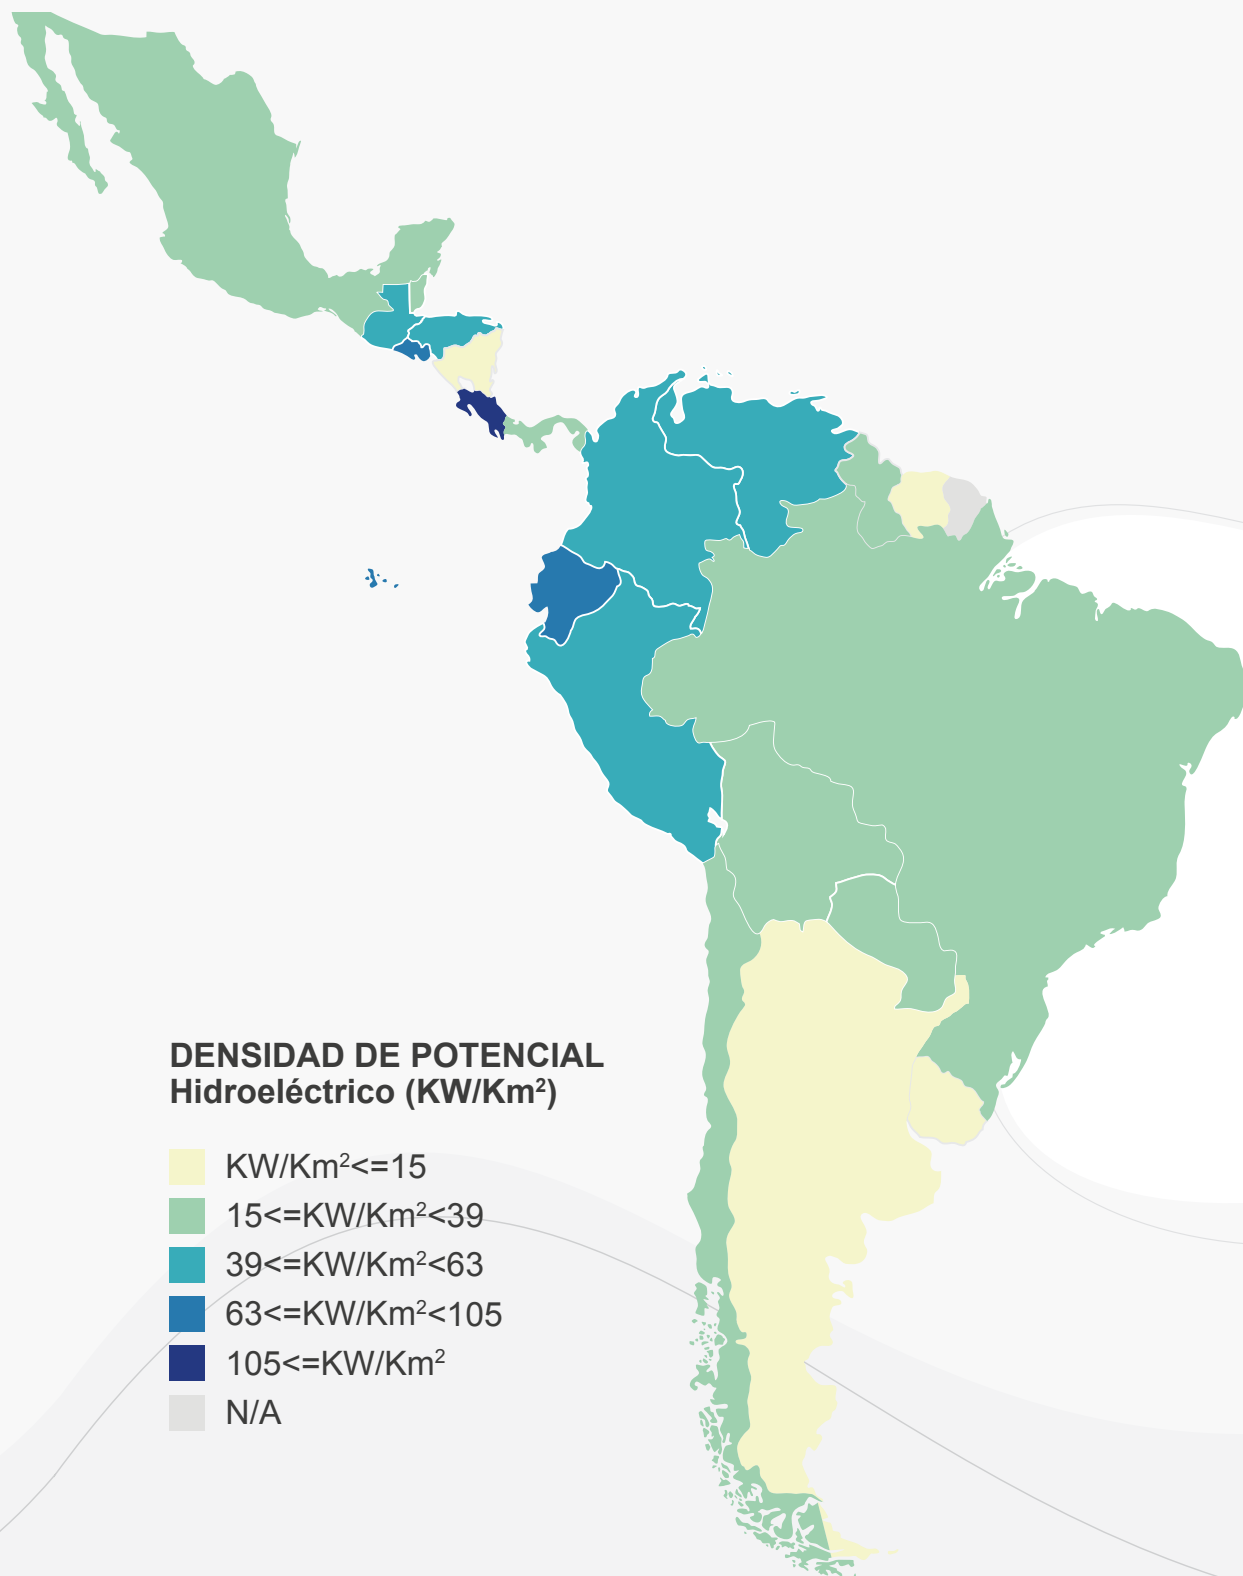 DENSIDAD DE POTENCIAL
Hidroeléctrico (KW/Km²)
KW/Km²<=15
15<=KW/Km²<39
39<=KW/Km²<63
63<=KW/Km²<105
105<=KW/Km²
N/A